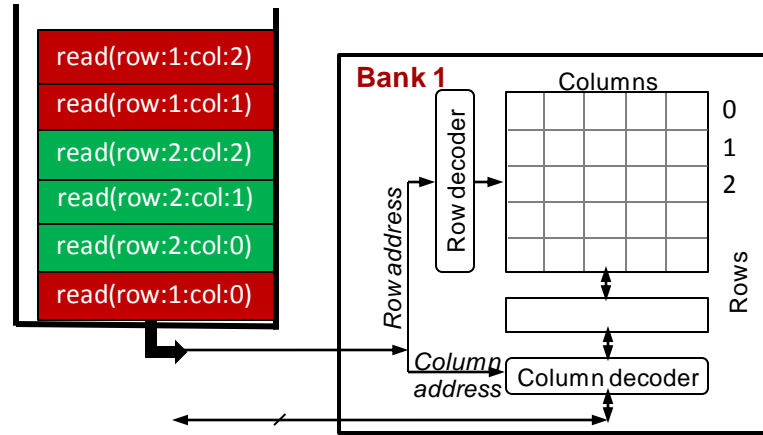 read(row:1:col:2)
read(row:1:col:1)
read(row:2:col:2)
read(row:2:col:1)
read(row:2:col:0)
read(row:1:col:0)
Bank 1
Columns
0
1
2
Row decoder
Row address
Rows
Column
address
Column decoder